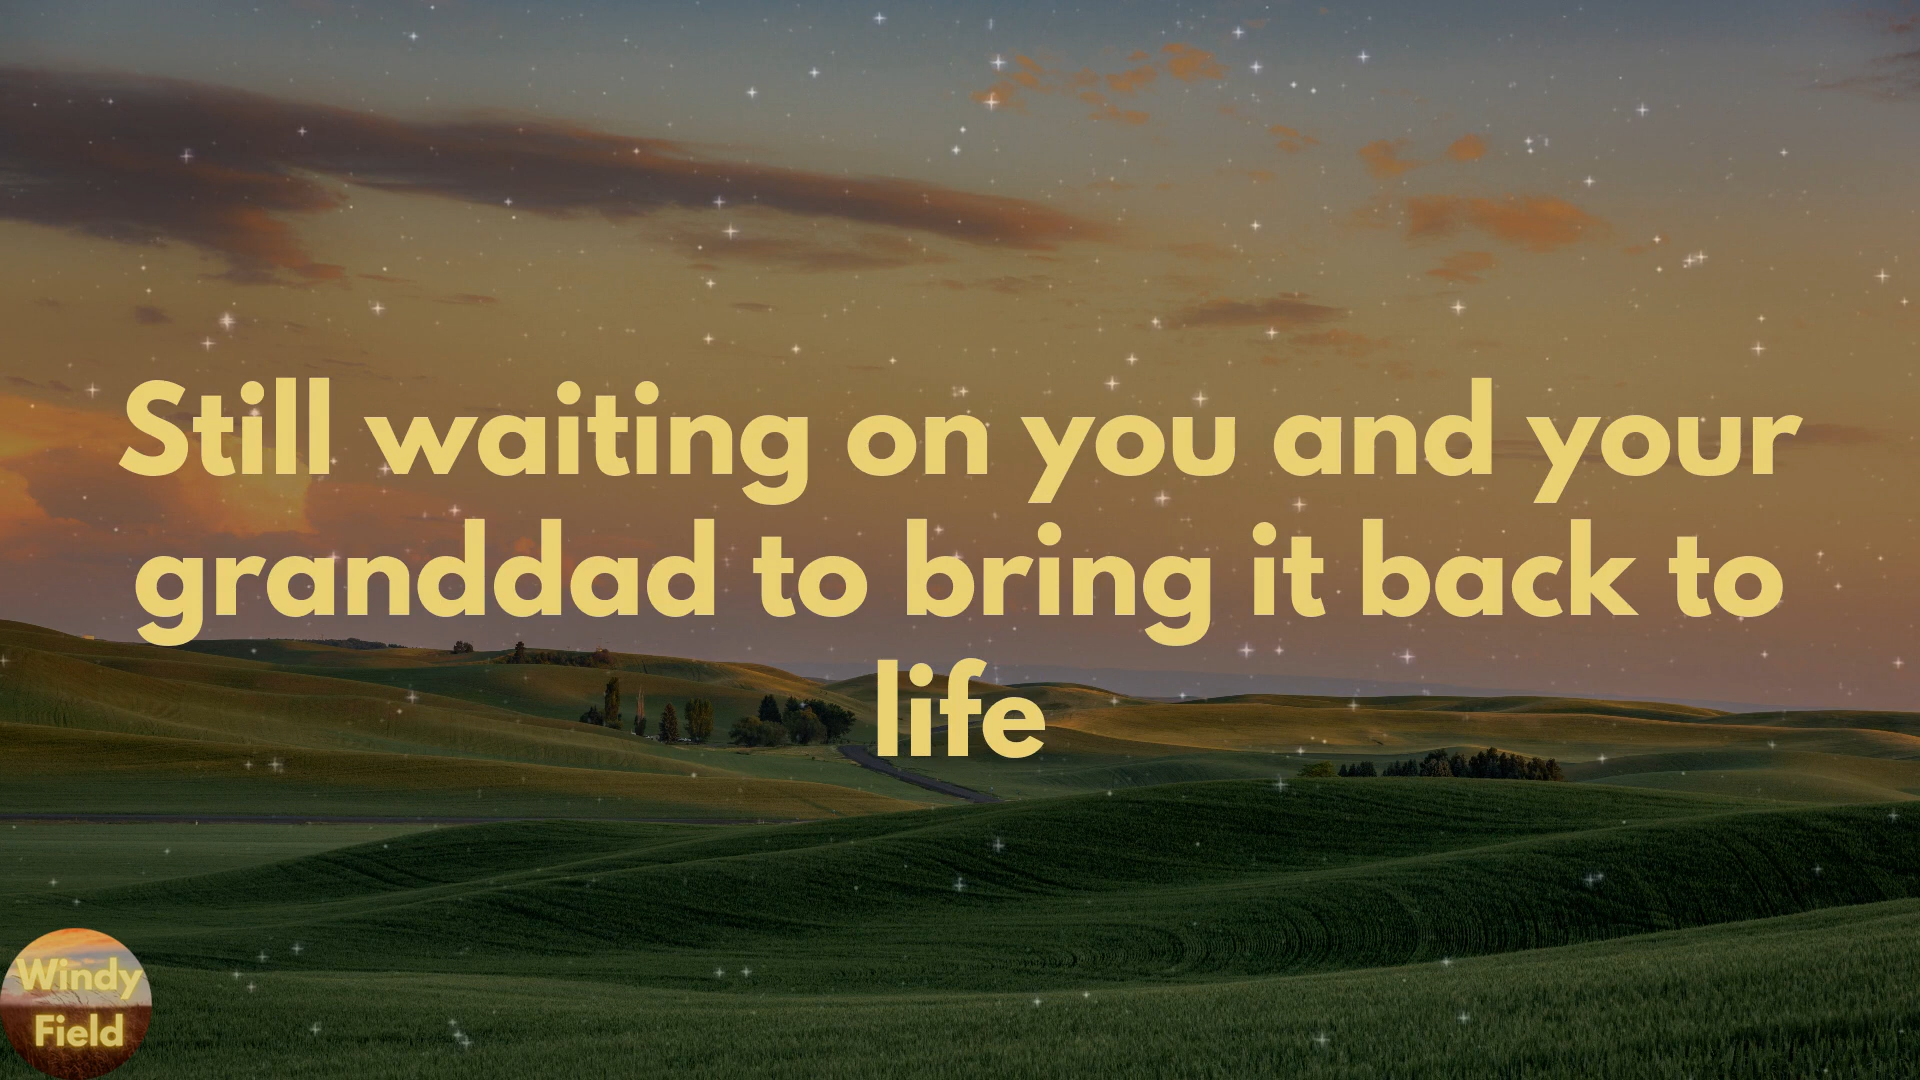 Still waiting on you and your
granddad to bring it back to
life
Windy
Field